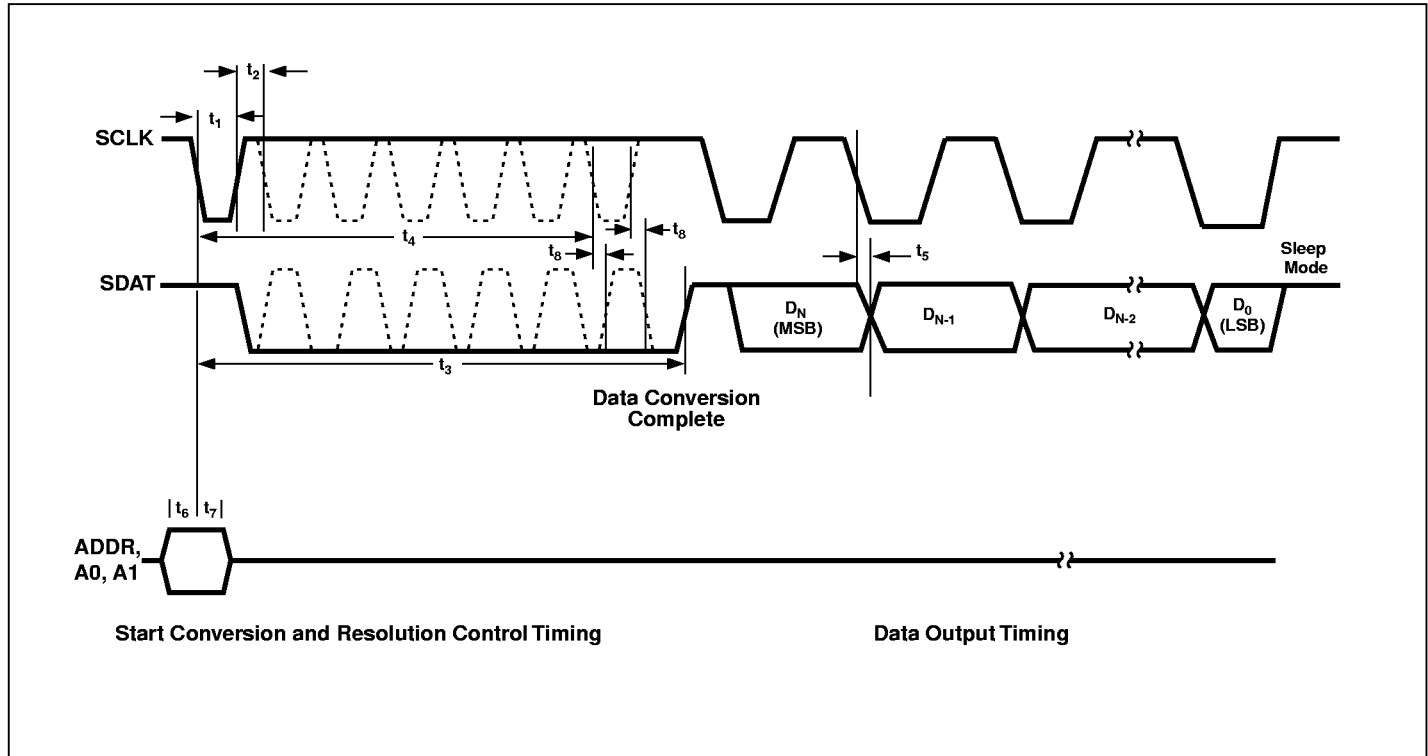 t2
t1
SCLK
t4
t8
t8
t5
SDAT
Sleep
Mode
DN
(MSB)
DN-1
DN-2
D0
(LSB)
t3
Data Conversion
Complete
t6 t7
ADDR,
A0, A1
Start Conversion and Resolution Control Timing
Data Output Timing